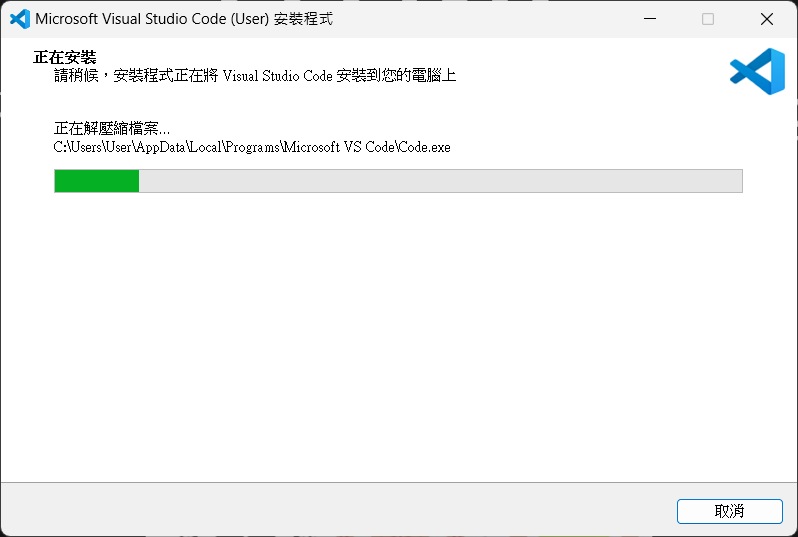 Microsoft Visual Studio Code (User) 安裝程式
正在安裝
請稍候，安裝程式正在將 Visual Studio Code 安裝到您的電腦上
正在解壓縮檔案...
C:\Users\User\AppData\Local\Programs\Microsoft VS Code\Code.exe
取消